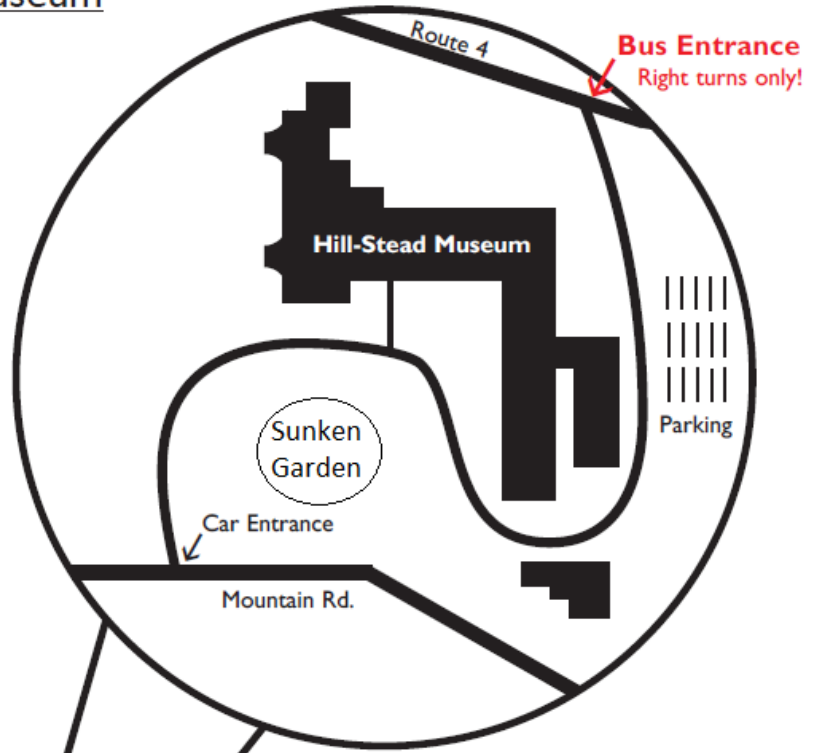 Route 4
Bus Entrance
Right turns only!
Hill-Stead Museum
Parking
Sunken
Garden
Car Entrance
Mountain Rd.